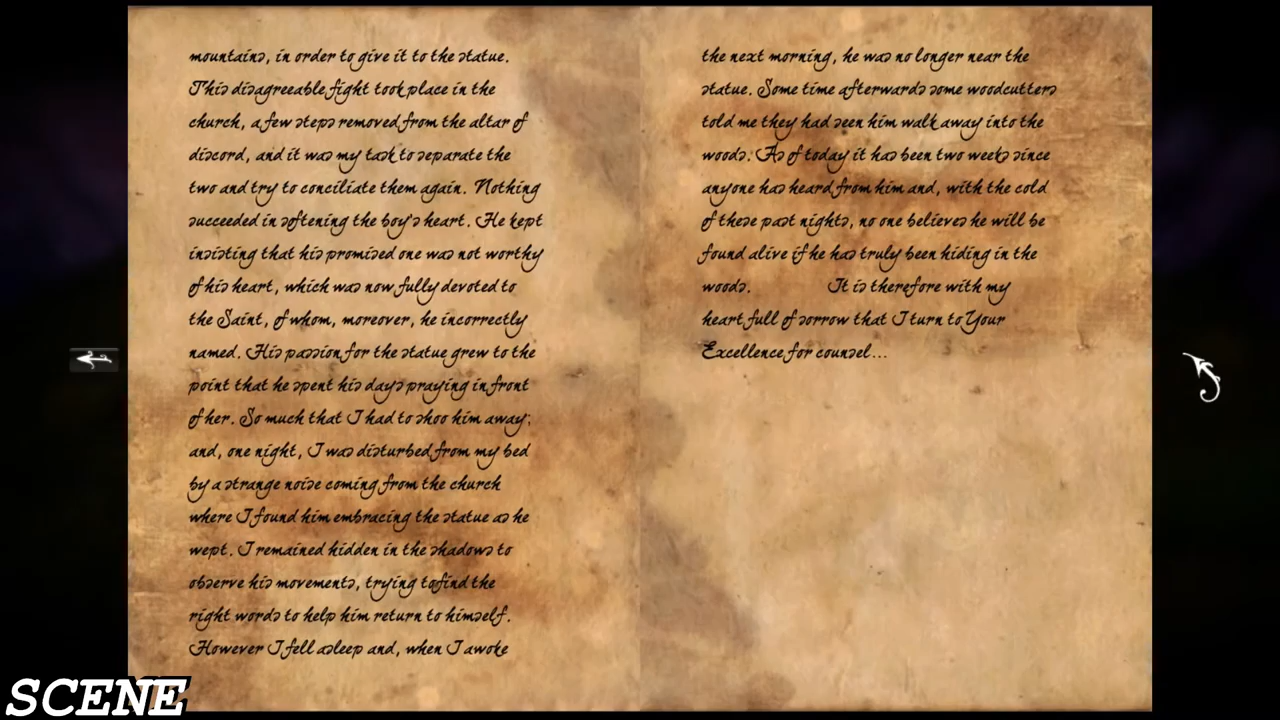 mountains, in order to give it to the statue.
This disagreeable fight took place in the
church, a few steps removed from the altar of
discord, and it was my task to separate the
two and try to conciliate them again. Nothing
succeeded in softening the boy's heart. He kept
insisting that his promised one was not worthy
of his heart, which was now fully devoted to
the Saint, of whom, moreover, he incorrectly
named. His passion for the statue grew to the
point that he spent his days praying in front
of her. So much that I had to shoo him away;
and, one night, I was disturbed from my bed
by a strange noise coming from the church
where I found him embracing the statue as he
wept. I remained hidden in the shadows to
observe his movements, trying to find the
right words to help him return to himself.
However I fell asleep and, when I awoke
the next morning, he was no longer near the
statue. Some time afterwards some woodcutters
told me they had seen him walk away into the
woods. As of today it has been two weeks since
anyone has heard from him and, with the cold
of these past nights, no one believes he will be
found alive if he has truly been hiding in the
woods. It is therefore with my
heart full of sorrow that I turn to Your
Excellence for counsel...
SCENE